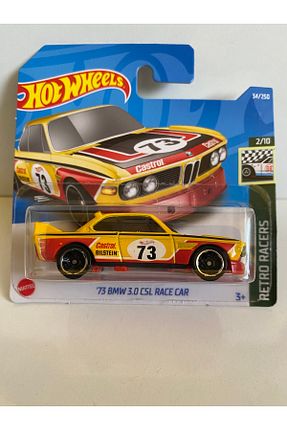 Hot Wheels
34/250
2/10
Castrol
73
RETRO RACERS
Castrol
BILSTEIN
73
MATTEL
'73 BMW 3.0 CSL RACE CAR
3+